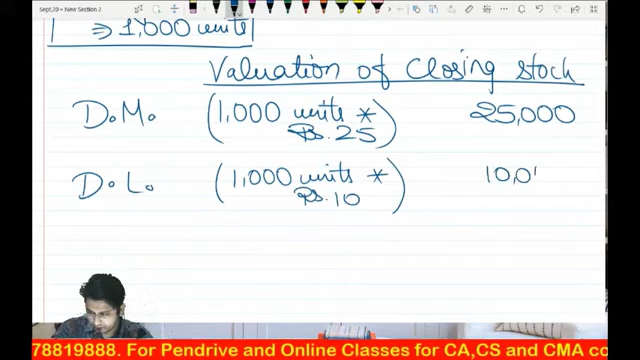 Sept.20 • New Section 2
⇒ 1,000 units
Valuation of Closing stock
D.M. (1,000 units * Rs. 25) 25,000
D.L. (1,000 units * Rs. 10) 10,0
78819888. For Pendrive and Online Classes for CA,CS and CMA co